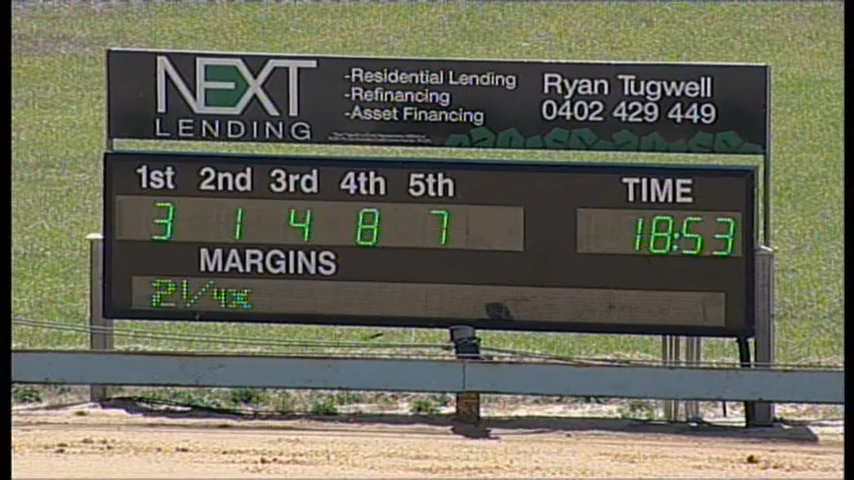 NEXT
LENDING
-Residential Lending
-Refinancing
-Asset Financing
Ryan Tugwell
0402 429 449
1st 2nd 3rd 4th 5th TIME
3 1 4 8 7 18:53
MARGINS
2 1/4